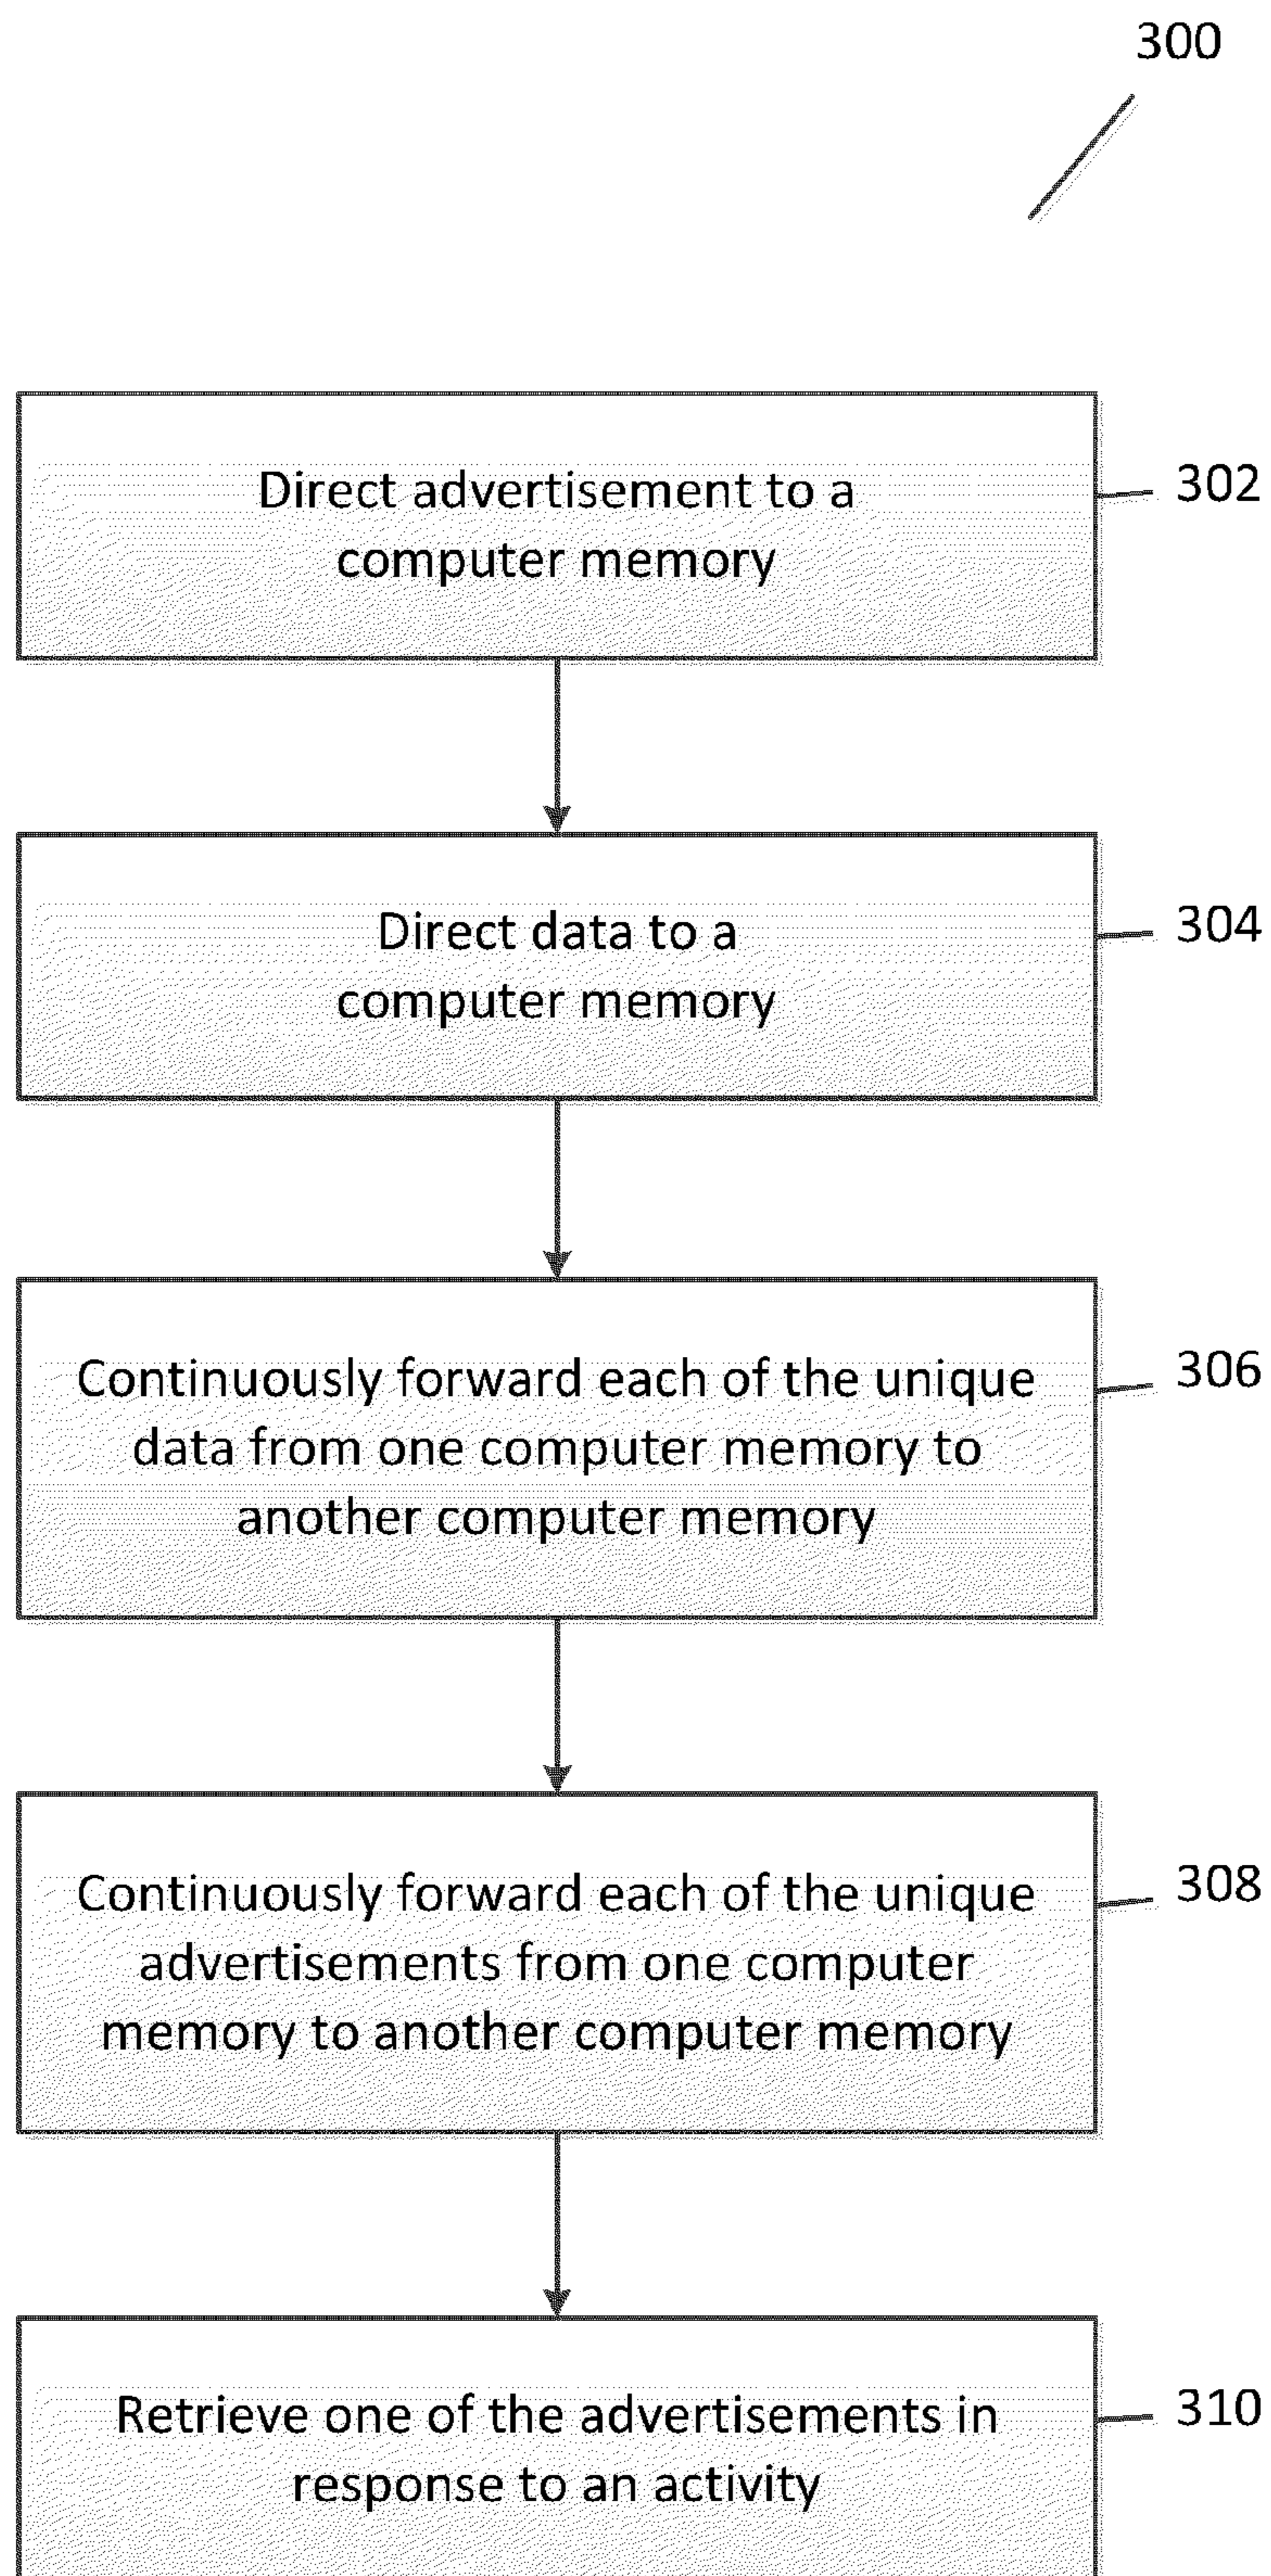 300
Direct advertisement to a
computer memory
302
Direct data to a
computer memory
304
Continuously forward each of the unique
data from one computer memory to
another computer memory
306
Continuously forward each of the unique
advertisements from one computer
memory to another computer memory
308
Retrieve one of the advertisements in
response to an activity
310